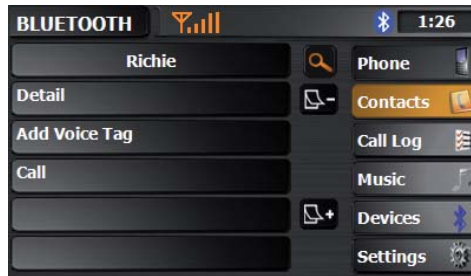 BLUETOOTH 1:26
Richie
Detail
Add Voice Tag
Call
Phone
Contacts
Call Log
Music
Devices
Settings